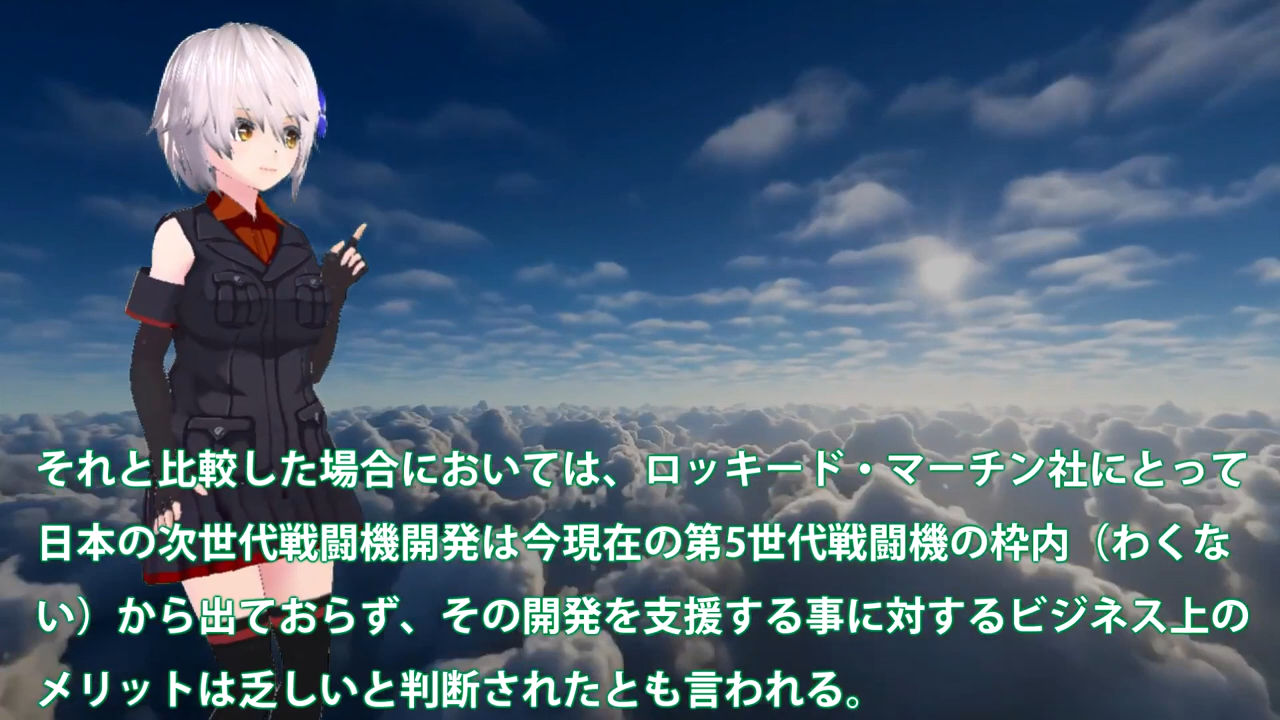 それと比較した場合においては、ロッキード・マーチン社にとって
日本の次世代戦闘機開発は今現在の第5世代戦闘機の枠内（わくな
い）から出ておらず、その開発を支援する事に対するビジネス上の
メリットは乏しいと判断されたとも言われる。